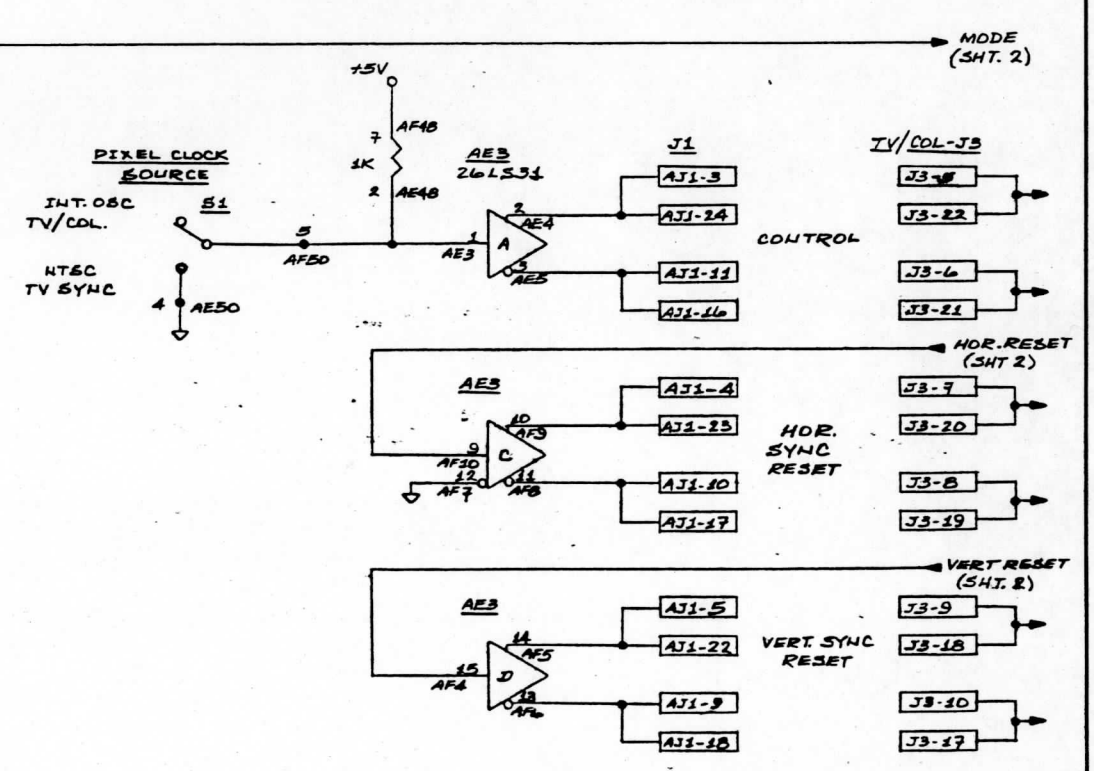 MODE
(SHT. 2)
+5V
7 AF48
1K
2 AE48
PIXEL CLOCK
SOURCE
S1
INT. OSC
TV/COL.
NTSC
TV SYNC
5
AF50
4 AE50
AE3
26LS31
1
AE3
A
2
AE4
3
AE5
J1
AJ1-3
AJ1-24
AJ1-11
AJ1-16
CONTROL
TV/COL-J3
J3-22
J3-6
J3-21
HOR. RESET
(SHT 2)
AE3
9
AF10
12
AF7
C
10
AF9
11
AF8
AJ1-4
AJ1-23
AJ1-10
AJ1-17
HOR.
SYNC
RESET
J3-7
J3-20
J3-8
J3-19
VERT RESET
(SHT. 2)
AE3
15
AF4
D
14
AF5
13
AF6
AJ1-5
AJ1-22
AJ1-9
AJ1-18
VERT. SYNC
RESET
J3-9
J3-18
J3-10
J3-17